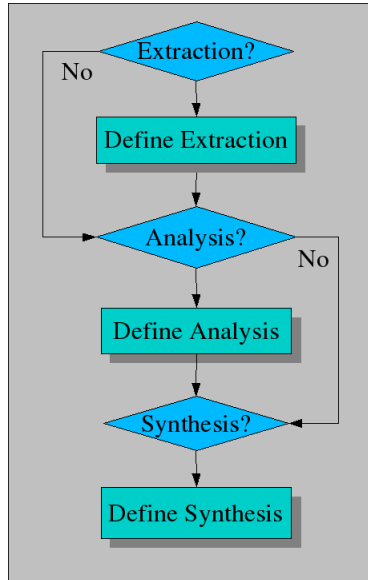 Extraction?
No
Define Extraction
Analysis?
No
Define Analysis
Synthesis?
Define Synthesis